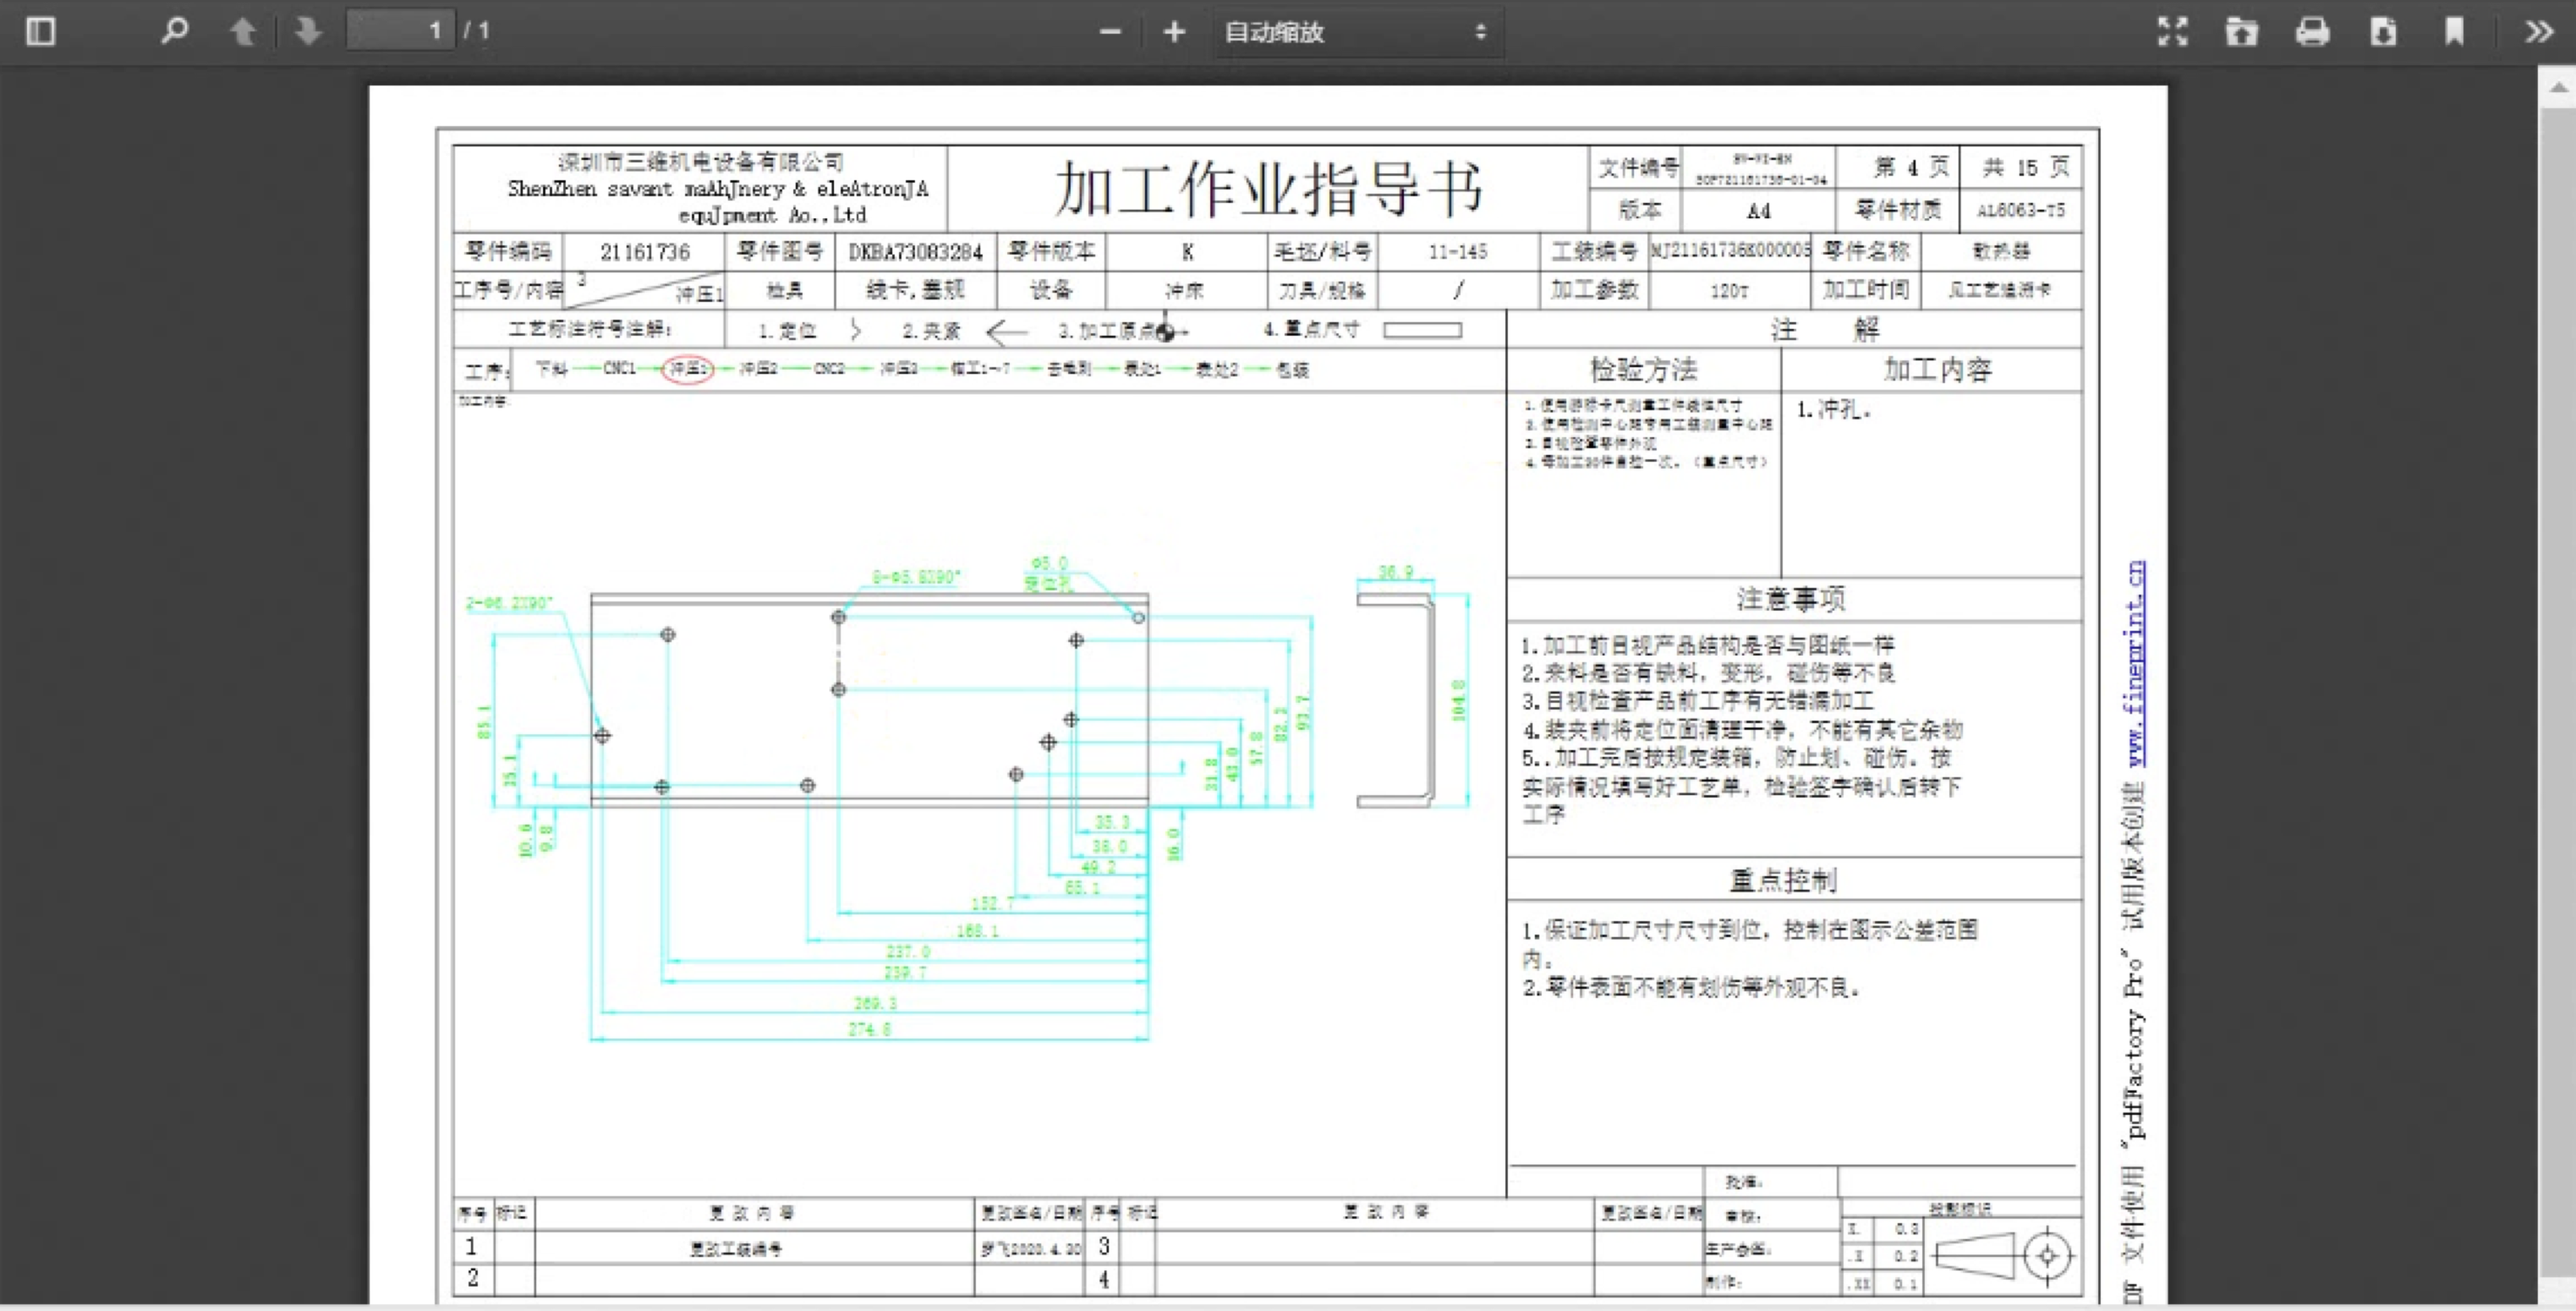 1 / 1
自动缩放
深圳市三维机电设备有限公司
ShenZhen savant maAhJnery & eleAtronJA
equJpment Ao.,Ltd
加工作业指导书
文件编号
SOP721161736-01-04
第 4 页 共 15 页
版本 A4 零件材质 AL6063-T5
零件编码 21161736 零件图号 DKBA73083284 零件版本 K 毛坯/料号 11-145 工装编号 MJ21161736K000005 零件名称 散热器
工序号/内容 3 冲压1 检具 线卡,塞规 设备 冲床 刀具/规格 / 加工参数 120T 加工时间 见工艺追溯卡
工艺标注符号注解: 1.定位 2.夹紧 3.加工原点 4.重点尺寸
注 解
工序: 下料 CNC1 冲压1 冲压2 CNC2 冲压3 钳工1~7 去毛刺 表处1 表处2 包装
检验方法 加工内容
加工内容:
1.使用游标卡尺测量工件线性尺寸
2.使用检测中心距专用工装测量中心距
3.目视检查零件外观
4.每加工30件自检一次。(重点尺寸)
1.冲孔。
2-Φ6.2X90°
8-Φ5.8X90°
Φ5.0
定位孔
36.9
104.8
85.1
35.1
10.6
9.8
31.8
43.0
57.8
82.2
93.7
16.0
35.3
38.0
49.2
65.1
152.7
168.1
237.0
239.7
269.3
274.8
注意事项
1.加工前目视产品结构是否与图纸一样
2.来料是否有缺料，变形，碰伤等不良
3.目视检查产品前工序有无错漏加工
4.装夹前将定位面清理干净，不能有其它杂物
5..加工完后按规定装箱，防止划、碰伤。按
实际情况填写好工艺单，检验签字确认后转下
工序
重点控制
1.保证加工尺寸尺寸到位，控制在图示公差范围
内。
2.零件表面不能有划伤等外观不良。
批准:
序号 标记 更 改 内 容 更改签名/日期 序号 标记 更 改 内 容 更改签名/日期 审核:
投影标识
1 更改工装编号 2020.4.20 3
生产会签:
2 4 制作:
X. 0.3
.X 0.2
.XX 0.1
DF 文件使用 "pdfFactory Pro" 试用版本创建 www.fineprint.cn